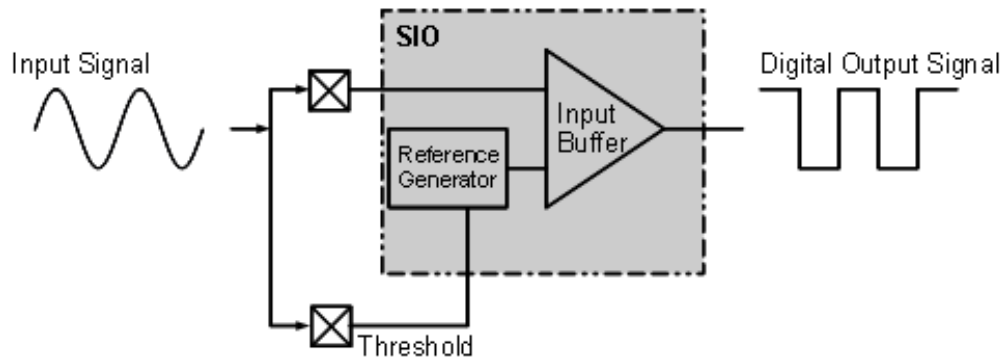 SIO
Input Signal
Digital Output Signal
Input
Buffer
Reference
Generator
Threshold